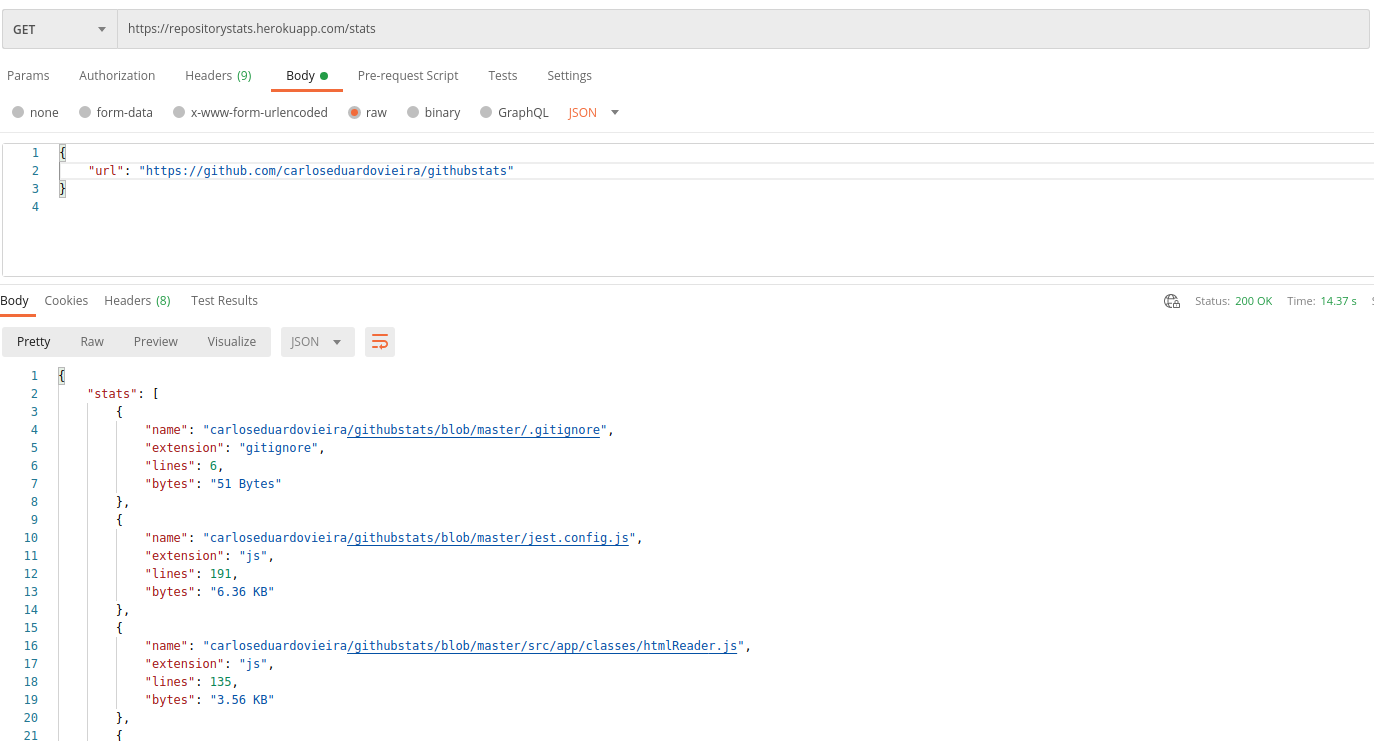 GET https://repositorystats.herokuapp.com/stats
Params Authorization Headers (9) Body Pre-request Script Tests Settings
none form-data x-www-form-urlencoded raw binary GraphQL JSON
1 {
2 "url": "https://github.com/carloseduardovieira/githubstats"
3 }
4
Body Cookies Headers (8) Test Results Status: 200 OK Time: 14.37 s
Pretty Raw Preview Visualize JSON
1 {
2 "stats": [
3 {
4 "name": "carloseduardovieira/githubstats/blob/master/.gitignore",
5 "extension": "gitignore",
6 "lines": 6,
7 "bytes": "51 Bytes"
8 },
9 {
10 "name": "carloseduardovieira/githubstats/blob/master/jest.config.js",
11 "extension": "js",
12 "lines": 191,
13 "bytes": "6.36 KB"
14 },
15 {
16 "name": "carloseduardovieira/githubstats/blob/master/src/app/classes/htmlReader.js",
17 "extension": "js",
18 "lines": 135,
19 "bytes": "3.56 KB"
20 },
21 {